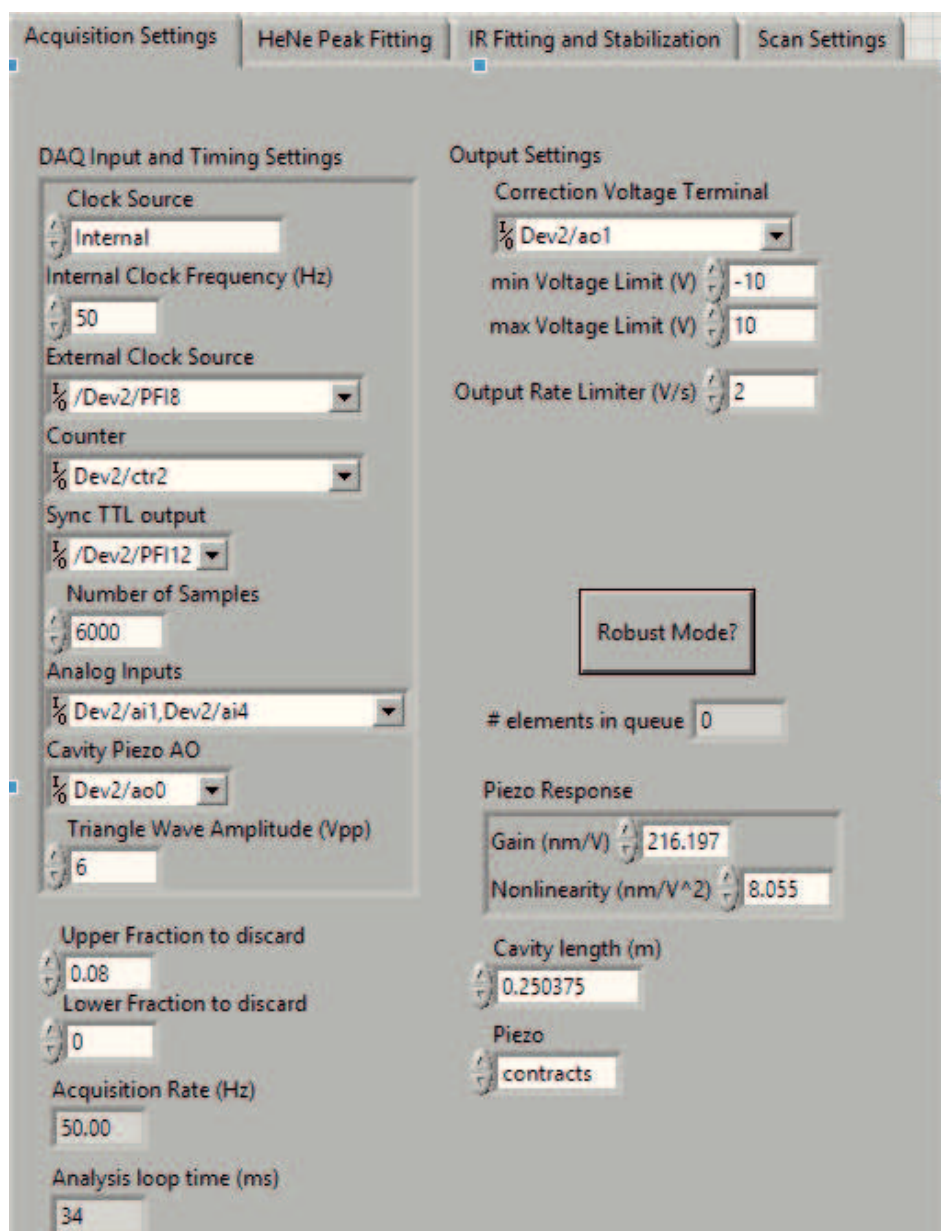 Acquisition Settings
HeNe Peak Fitting
IR Fitting and Stabilization
Scan Settings
DAQ Input and Timing Settings
Clock Source
Internal
Internal Clock Frequency (Hz)
50
External Clock Source
/Dev2/PFI8
Counter
Dev2/ctr2
Sync TTL output
/Dev2/PFI12
Number of Samples
6000
Analog Inputs
Dev2/ai1,Dev2/ai4
Cavity Piezo AO
Dev2/ao0
Triangle Wave Amplitude (Vpp)
6
Upper Fraction to discard
0.08
Lower Fraction to discard
0
Acquisition Rate (Hz)
50.00
Analysis loop time (ms)
34
Output Settings
Correction Voltage Terminal
Dev2/ao1
min Voltage Limit (V) -10
max Voltage Limit (V) 10
Output Rate Limiter (V/s) 2
Robust Mode?
# elements in queue 0
Piezo Response
Gain (nm/V) 216.197
Nonlinearity (nm/V^2) 8.055
Cavity length (m)
0.250375
Piezo
contracts